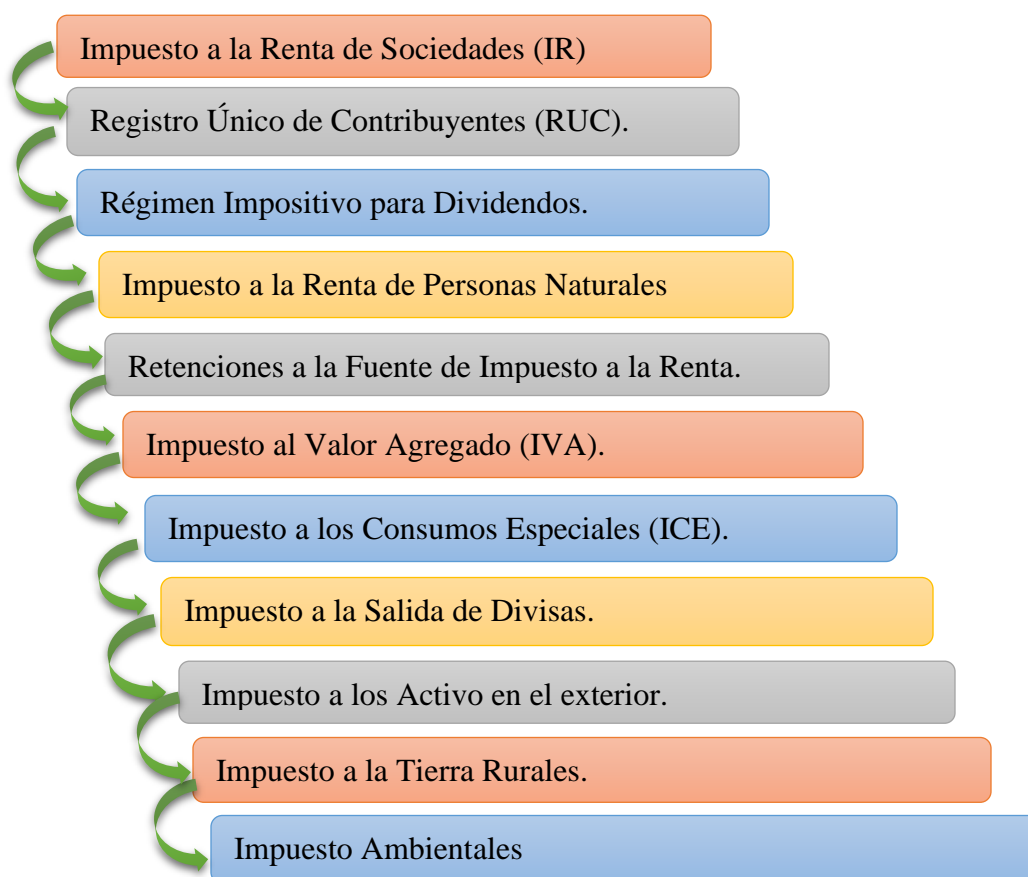 Impuesto a la Renta de Sociedades (IR)
Registro Único de Contribuyentes (RUC).
Régimen Impositivo para Dividendos.
Impuesto a la Renta de Personas Naturales
Retenciones a la Fuente de Impuesto a la Renta.
Impuesto al Valor Agregado (IVA).
Impuesto a los Consumos Especiales (ICE).
Impuesto a la Salida de Divisas.
Impuesto a los Activo en el exterior.
Impuesto a la Tierra Rurales.
Impuesto Ambientales